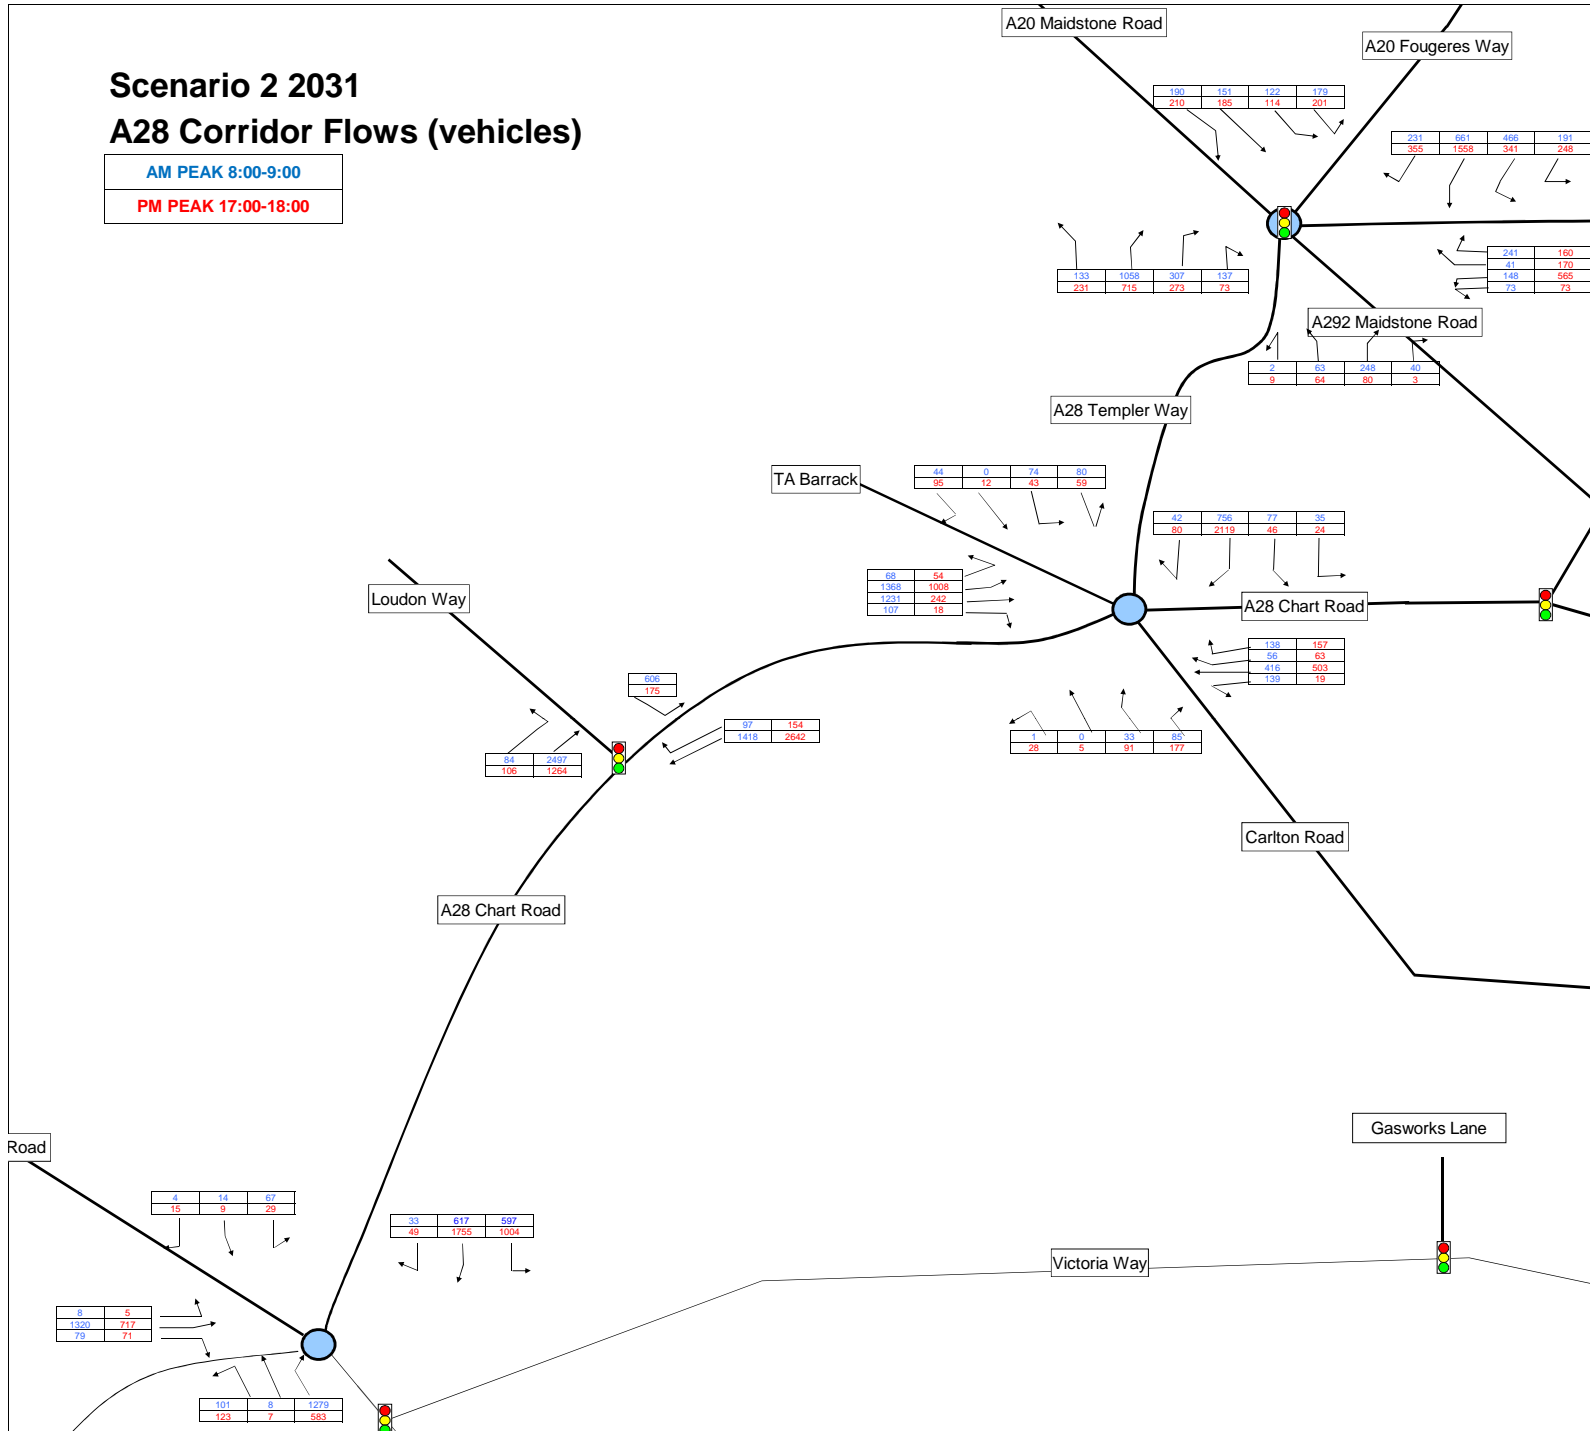 A20 Maidstone Road
A20 Fougeres Way
Scenario 2 2031
A28 Corridor Flows (vehicles)
AM PEAK 8:00-9:00
PM PEAK 17:00-18:00
190 151 122 179
210 185 114 201
231 661 466 191
355 1558 341 248
241 160
41 170
148 565
73 73
133 1058 307 137
231 715 273 73
A292 Maidstone Road
2 63 248 40
9 64 80 3
A28 Templer Way
TA Barrack
44 0 74 80
95 12 43 59
42 756 77 35
80 2119 46 24
68 54
1368 1008
1231 242
107 18
Loudon Way
A28 Chart Road
138 157
56 63
416 503
139 19
606
175
97 154
1418 2642
1 0 33 85
28 5 91 177
84 2497
106 1264
Carlton Road
A28 Chart Road
Gasworks Lane
Road
4 14 67
15 9 29
33 617 597
49 1755 1004
Victoria Way
8 5
1320 717
79 71
101 8 1279
123 7 583